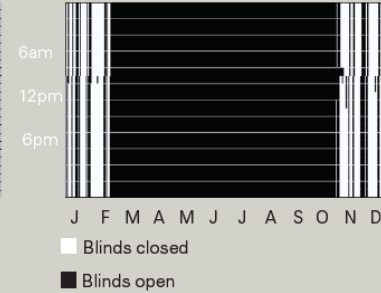 6am
12pm
6pm
J F M A M J J A S O N D
Blinds closed
Blinds open